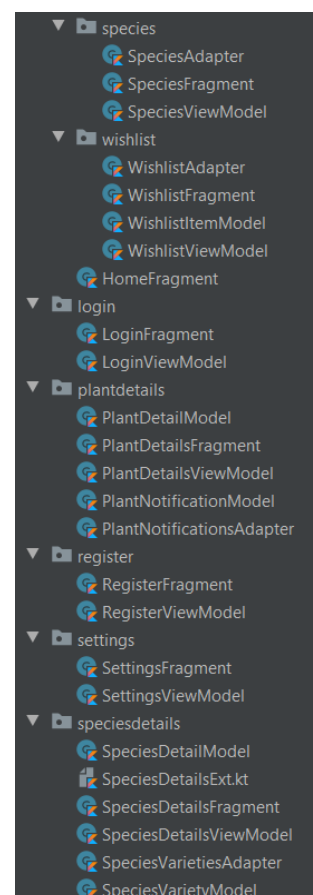 species
SpeciesAdapter
SpeciesFragment
SpeciesViewModel
wishlist
WishlistAdapter
WishlistFragment
WishlistItemModel
WishlistViewModel
HomeFragment
login
LoginFragment
LoginViewModel
plantdetails
PlantDetailModel
PlantDetailsFragment
PlantDetailsViewModel
PlantNotificationModel
PlantNotificationsAdapter
register
RegisterFragment
RegisterViewModel
settings
SettingsFragment
SettingsViewModel
speciesdetails
SpeciesDetailModel
SpeciesDetailsExt.kt
SpeciesDetailsFragment
SpeciesDetailsViewModel
SpeciesVarietiesAdapter
SpeciesVarietyModel